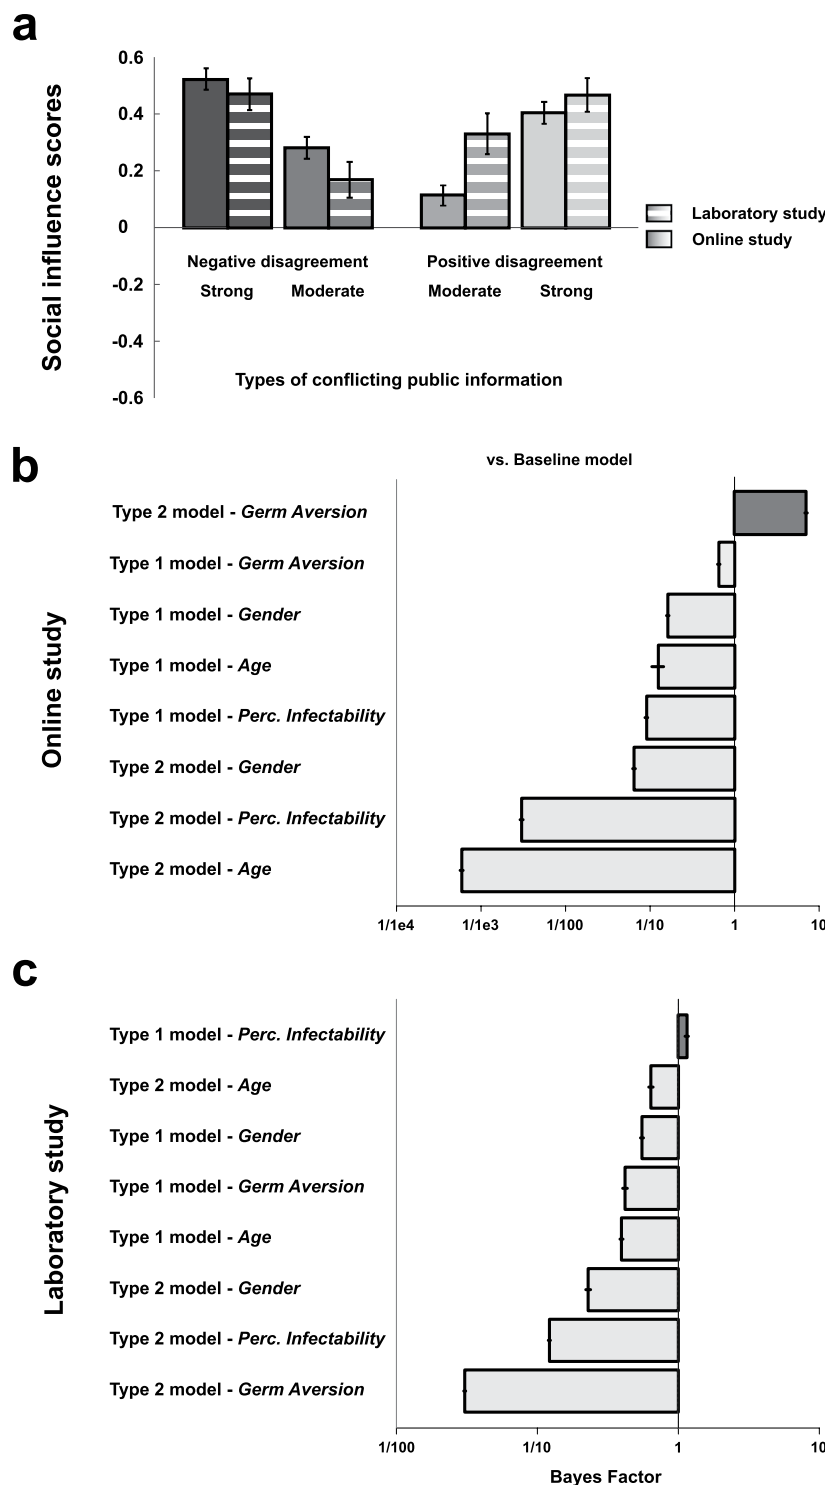 a
Social influence scores
0.6
0.4
0.2
0
-0.2
-0.4
-0.6
Negative disagreement
Positive disagreement
Strong
Moderate
Moderate
Strong
Types of conflicting public information
Laboratory study
Online study
b
vs. Baseline model
Online study
Type 2 model - Germ Aversion
Type 1 model - Germ Aversion
Type 1 model - Gender
Type 1 model - Age
Type 1 model - Perc. Infectability
Type 2 model - Gender
Type 2 model - Perc. Infectability
Type 2 model - Age
1/1e4 1/1e3 1/100 1/10 1 10
c
Laboratory study
Type 1 model - Perc. Infectability
Type 2 model - Age
Type 1 model - Gender
Type 1 model - Germ Aversion
Type 1 model - Age
Type 2 model - Gender
Type 2 model - Perc. Infectability
Type 2 model - Germ Aversion
1/100 1/10 1 10
Bayes Factor